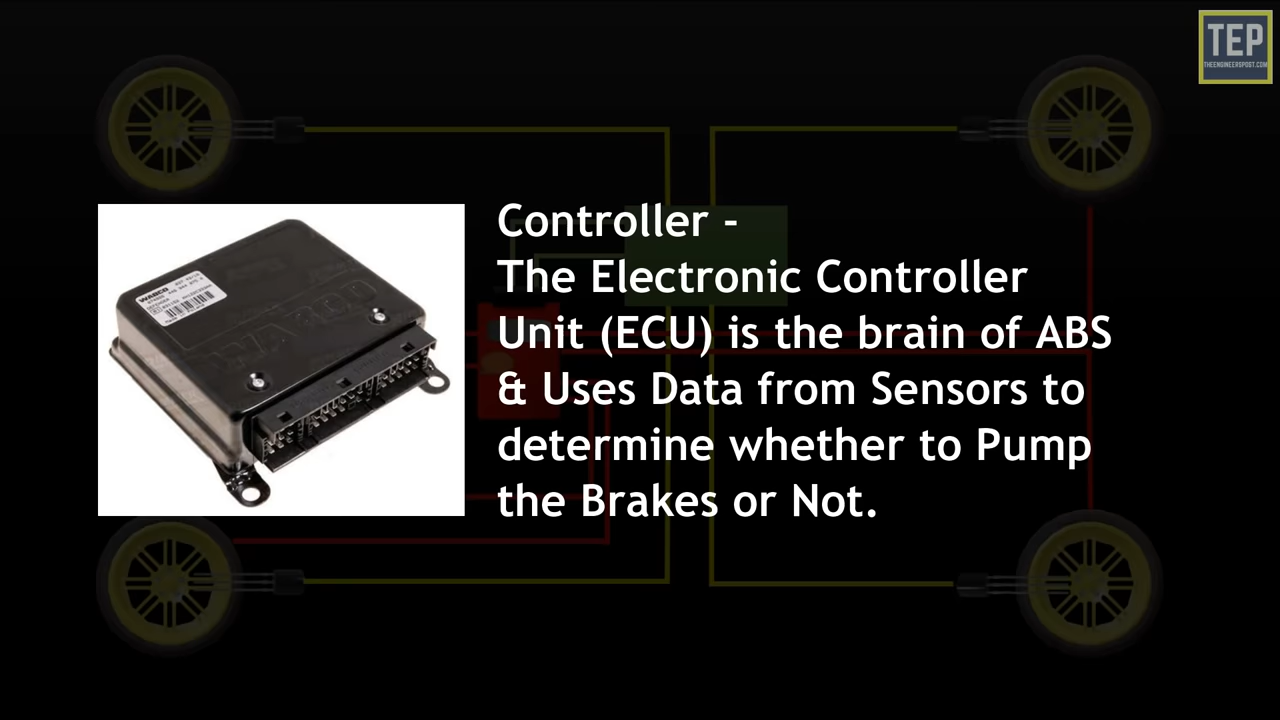 TEP
THEENGINEERSPOST.COM
Controller -
The Electronic Controller
Unit (ECU) is the brain of ABS
& Uses Data from Sensors to
determine whether to Pump
the Brakes or Not.
WABCO